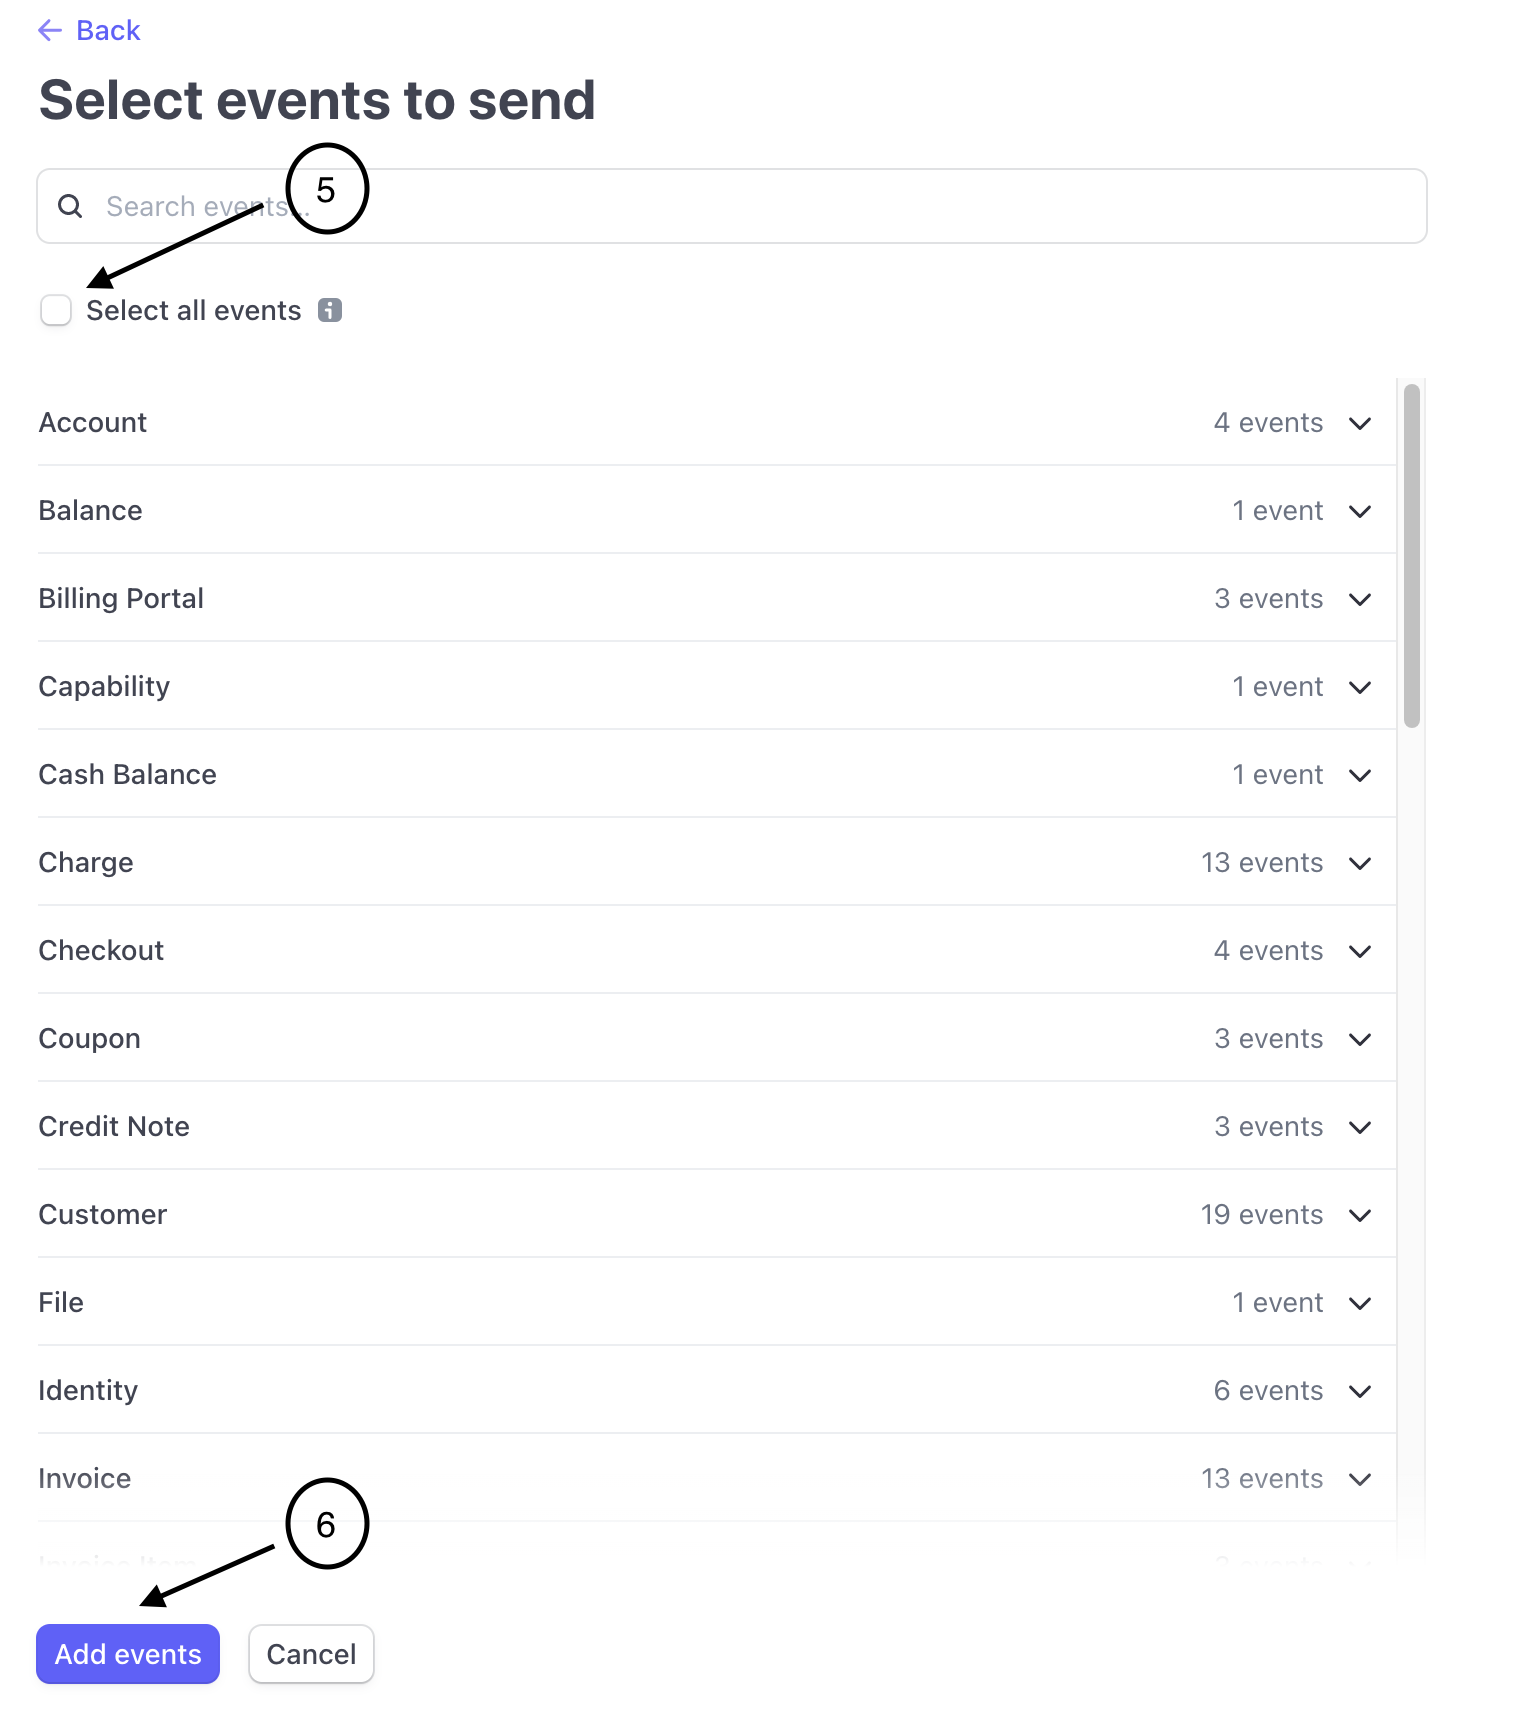 Back
Select events to send
5
Search events...
Select all events
Account 4 events
Balance 1 event
Billing Portal 3 events
Capability 1 event
Cash Balance 1 event
Charge 13 events
Checkout 4 events
Coupon 3 events
Credit Note 3 events
Customer 19 events
File 1 event
Identity 6 events
Invoice 13 events
6
Invoice Item events
Add events Cancel